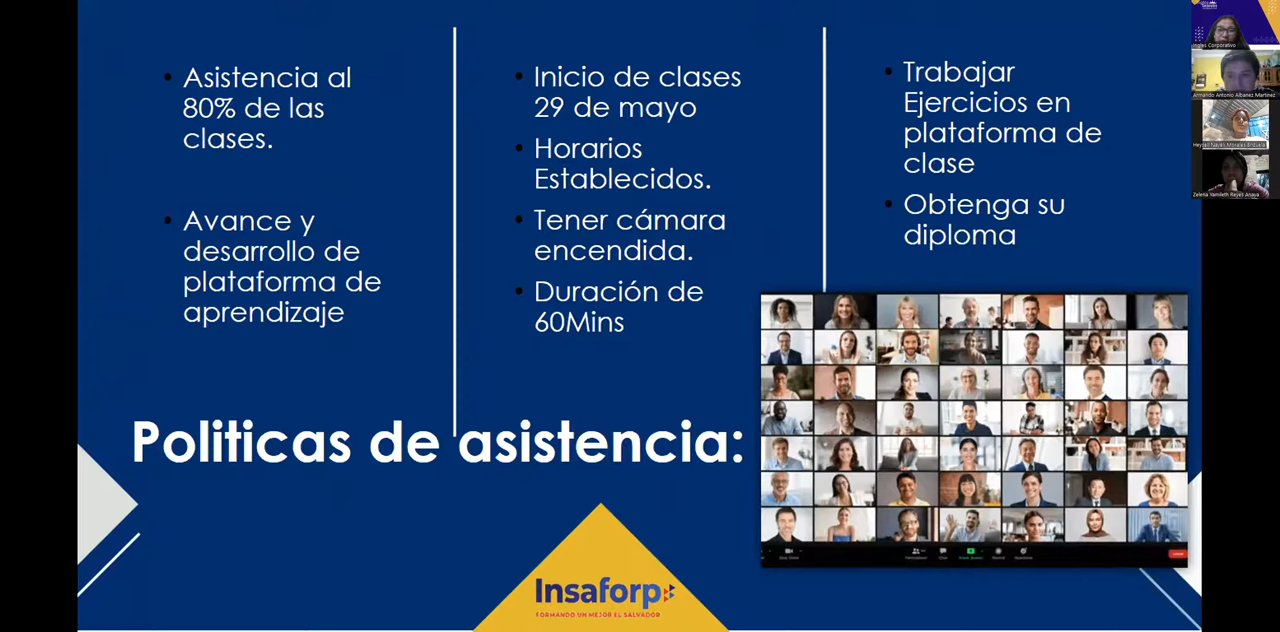 Asistencia al
80% de las
clases.
Avance y
desarrollo de
plataforma de
aprendizaje
Inicio de clases
29 de mayo
Horarios
Establecidos.
Tener cámara
encendida.
Duración de
60Mins
Trabajar
Ejercicios en
plataforma de
clase
Obtenga su
diploma
Politicas de asistencia:
Insaforp
FORMANDO UN MEJOR EL SALVADOR
Ingles Corporativo
Armando Antonio Albanez Martinez
Zelenia Yamileth Reyes Anaya